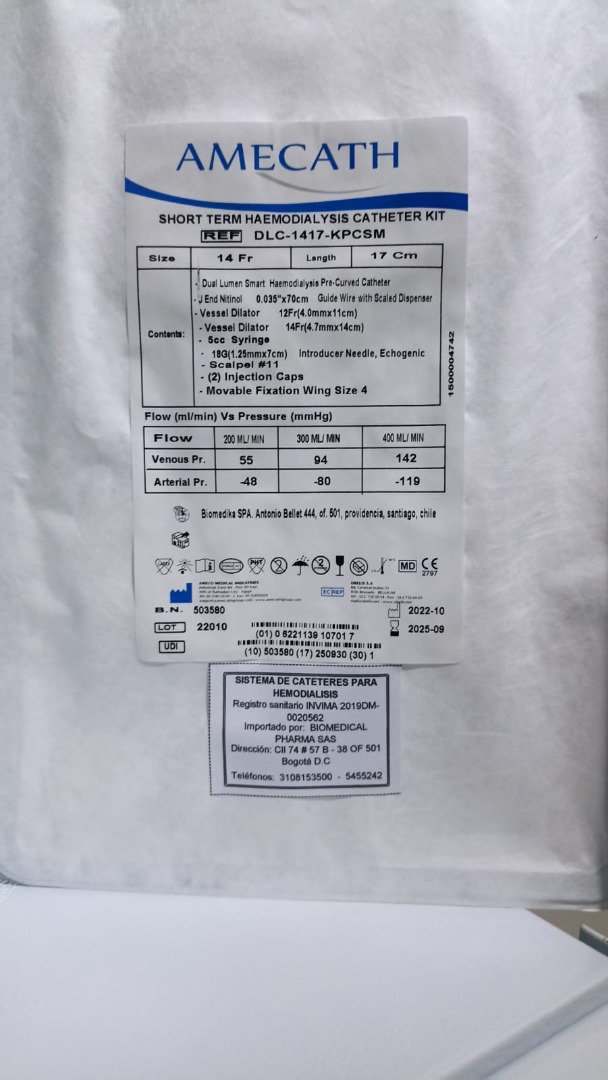 AMECATH
SHORT TERM HAEMODIALYSIS CATHETER KIT
REF DLC-1417-KPCSM
Size 14 Fr Length 17 Cm
Contents:
- Dual Lumen Smart Haemodialysis Pre-Curved Catheter
- J End Nitinol 0.035"x70cm Guide Wire with Scaled Dispenser
- Vessel Dilator 12Fr(4.0mmx11cm)
- Vessel Dilator 14Fr(4.7mmx14cm)
- 5cc Syringe
- 18G(1.25mmx7cm) Introducer Needle, Echogenic
- Scalpel #11
- (2) Injection Caps
- Movable Fixation Wing Size 4
1500004742
Flow (ml/min) Vs Pressure (mmHg)
Flow 200 ML/ MIN 300 ML/ MIN 400 ML/ MIN
Venous Pr. 55 94 142
Arterial Pr. -48 -80 -119
Biomedika SPA. Antonio Bellet 444, of. 501, providencia, santiago, chile
MD CE
2797
AMECO MEDICAL INDUSTRIES
EC REP
OBELIS S.A
B.N. 503580
2022-10
LOT 22010
2025-09
UDI
(01) 0 6221139 10701 7
(10) 503580 (17) 250930 (30) 1
SISTEMA DE CATETERES PARA
HEMODIALISIS
Registro sanitario INVIMA 2019DM-
0020562
Importado por: BIOMEDICAL
PHARMA SAS
Dirección: Cll 74 # 57 B - 38 OF 501
Bogotá D.C
Teléfonos: 3108153500 - 5455242